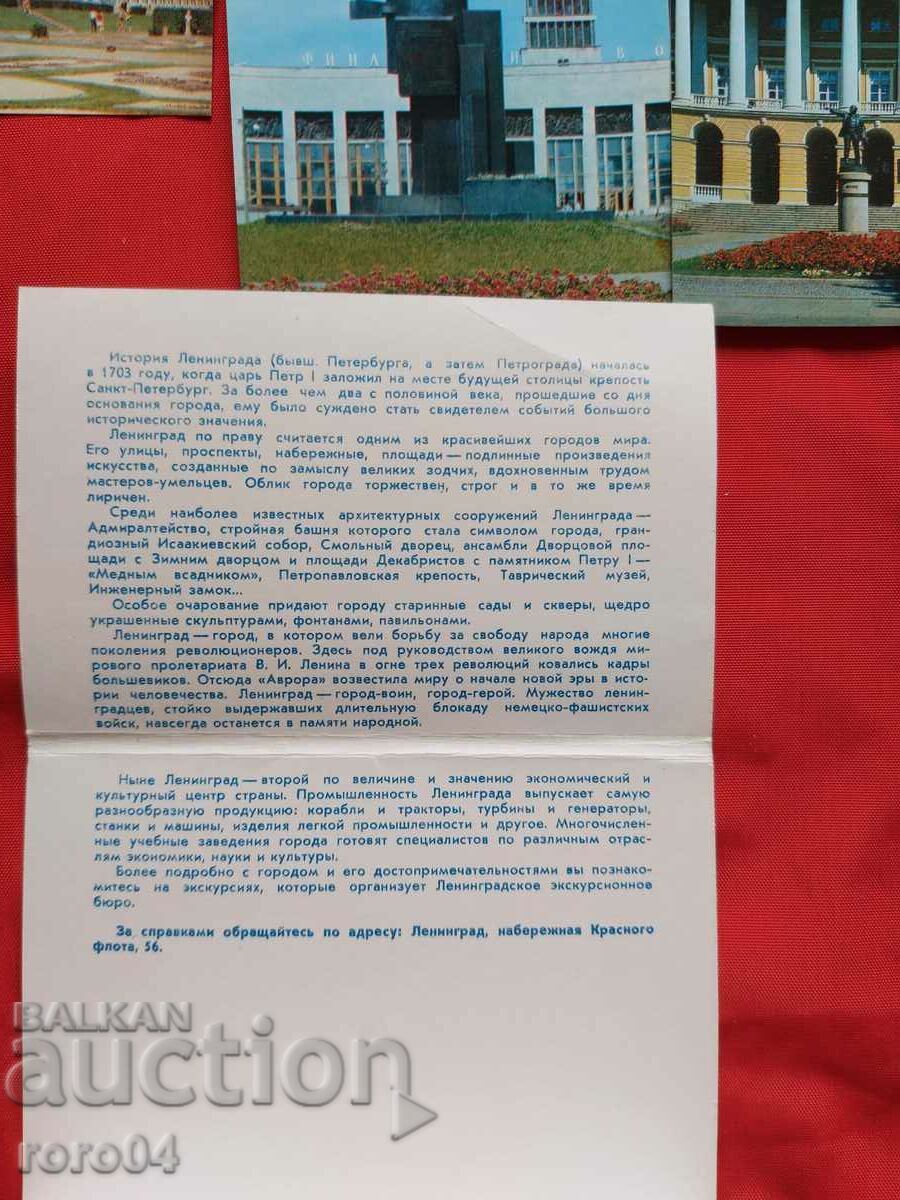 ФИН
ВО
История Ленинграда (бывш. Петербурга, а затем Петрограда) началась
в 1703 году, когда царь Петр I заложил на месте будущей столицы крепость
Санкт-Петербург. За более чем два с половиной века, прошедшие со дня
основания города, ему было суждено стать свидетелем событий большого
исторического значения.
Ленинград по праву считается одним из красивейших городов мира.
Его улицы, проспекты, набережные, площади — подлинные произведения
искусства, созданные по замыслу великих зодчих, вдохновенным трудом
мастеров-умельцев. Облик города торжествен, строг и в то же время
лиричен.
Среди наиболее известных архитектурных сооружений Ленинграда —
Адмиралтейство, стройная башня которого стала символом города, гран-
диозный Исаакиевский собор, Смольный дворец, ансамбли Дворцовой пло-
щади с Зимним дворцом и площади Декабристов с памятником Петру I —
«Медным всадником», Петропавловская крепость, Таврический музей,
Инженерный замок...
Особое очарование придают городу старинные сады и скверы, щедро
украшенные скульптурами, фонтанами, павильонами.
Ленинград — город, в котором вели борьбу за свободу народа многие
поколения революционеров. Здесь под руководством великого вождя ми-
рового пролетариата В. И. Ленина в огне трех революций ковались кадры
большевиков. Отсюда «Аврора» возвестила миру о начале новой эры в исто-
рии человечества. Ленинград — город-воин, город-герой. Мужество ленин-
градцев, стойко выдержавших длительную блокаду немецко-фашистских
войск, навсегда останется в памяти народной.
Ныне Ленинград — второй по величине и значению экономический и
культурный центр страны. Промышленность Ленинграда выпускает самую
разнообразную продукцию: корабли и тракторы, турбины и генераторы,
станки и машины, изделия легкой промышленности и другое. Многочислен-
ные учебные заведения города готовят специалистов по различным отрас-
лям экономики, науки и культуры.
Более подробно с городом и его достопримечательностями вы познако-
митесь на экскурсиях, которые организует Ленинградское экскурсионное
бюро.
За справками обращайтесь по адресу: Ленинград, набережная Красного
флота, 56.
BALKAN
auction
roro04